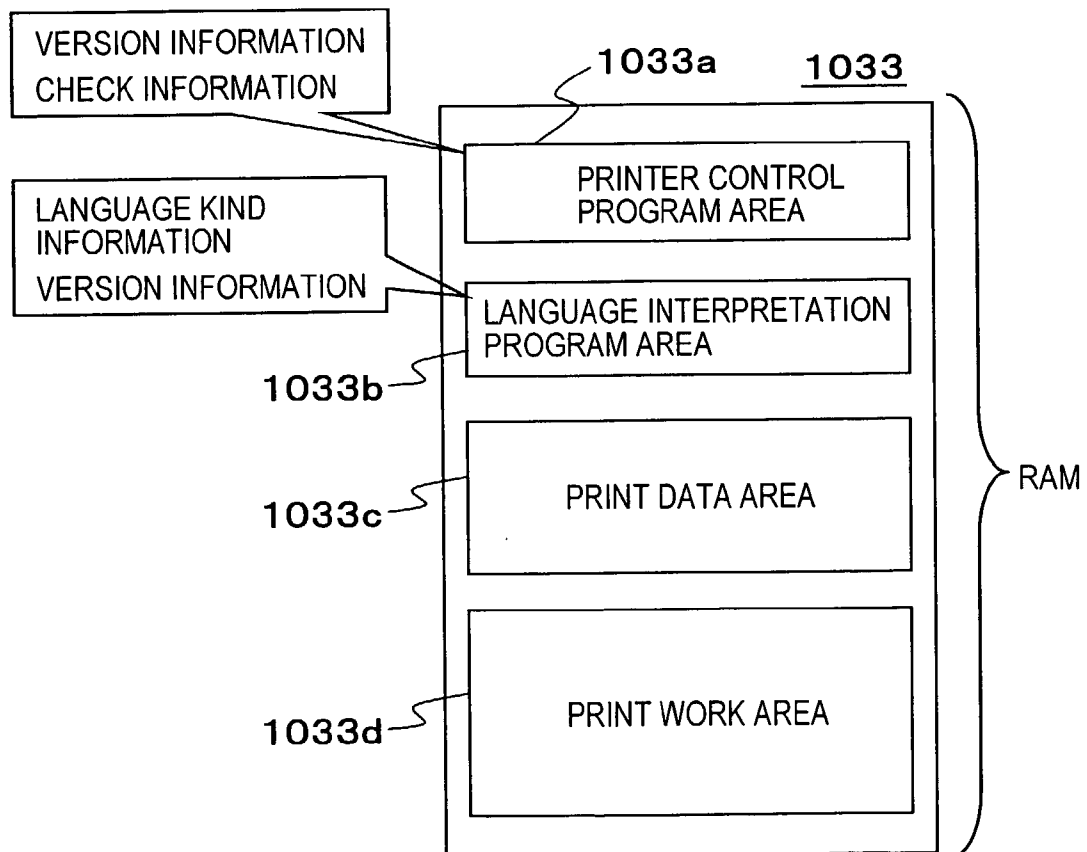 VERSION INFORMATION
CHECK INFORMATION
1033a
1033
PRINTER CONTROL
PROGRAM AREA
LANGUAGE KIND
INFORMATION
VERSION INFORMATION
LANGUAGE INTERPRETATION
PROGRAM AREA
1033b
PRINT DATA AREA
RAM
1033c
PRINT WORK AREA
1033d